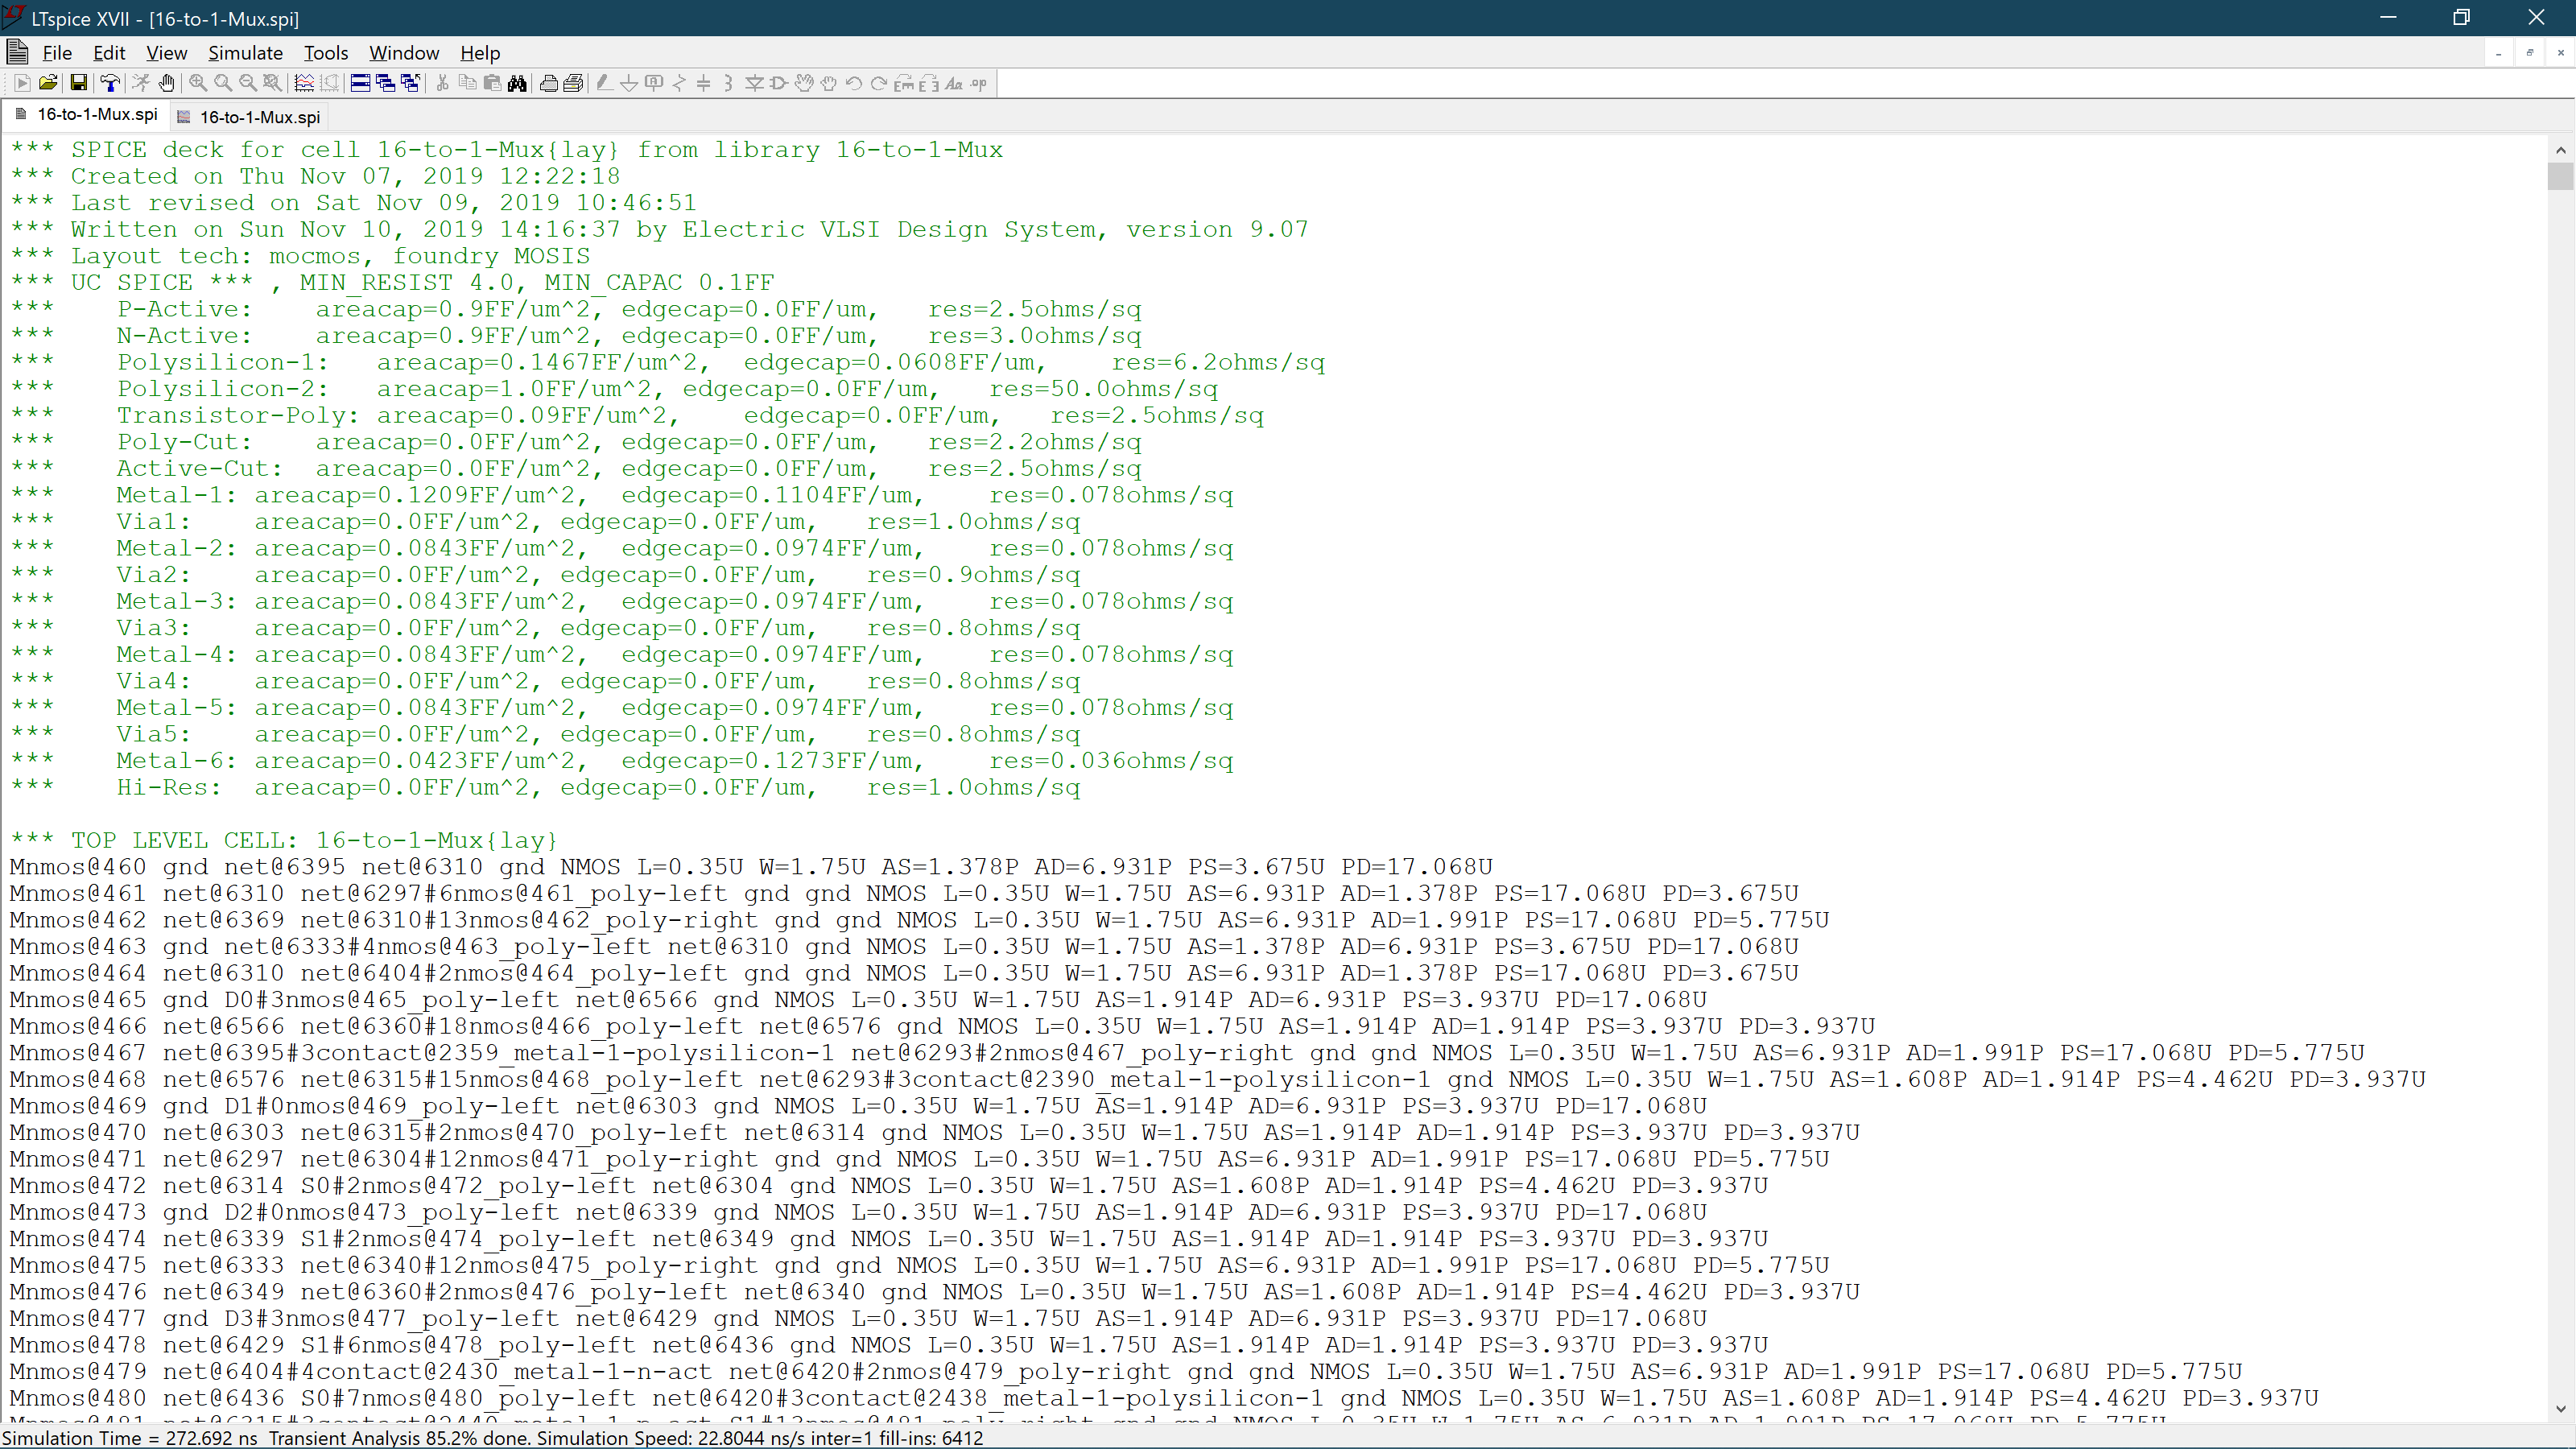 LTspice XVII - [16-to-1-Mux.spi]
File Edit View Simulate Tools Window Help
16-to-1-Mux.spi 16-to-1-Mux.spi
*** SPICE deck for cell 16-to-1-Mux{lay} from library 16-to-1-Mux
*** Created on Thu Nov 07, 2019 12:22:18
*** Last revised on Sat Nov 09, 2019 10:46:51
*** Written on Sun Nov 10, 2019 14:16:37 by Electric VLSI Design System, version 9.07
*** Layout tech: mocmos, foundry MOSIS
*** UC SPICE *** , MIN_RESIST 4.0, MIN_CAPAC 0.1FF
*** P-Active: areacap=0.9FF/um^2, edgecap=0.0FF/um, res=2.5ohms/sq
*** N-Active: areacap=0.9FF/um^2, edgecap=0.0FF/um, res=3.0ohms/sq
*** Polysilicon-1: areacap=0.1467FF/um^2, edgecap=0.0608FF/um, res=6.2ohms/sq
*** Polysilicon-2: areacap=1.0FF/um^2, edgecap=0.0FF/um, res=50.0ohms/sq
*** Transistor-Poly: areacap=0.09FF/um^2, edgecap=0.0FF/um, res=2.5ohms/sq
*** Poly-Cut: areacap=0.0FF/um^2, edgecap=0.0FF/um, res=2.2ohms/sq
*** Active-Cut: areacap=0.0FF/um^2, edgecap=0.0FF/um, res=2.5ohms/sq
*** Metal-1: areacap=0.1209FF/um^2, edgecap=0.1104FF/um, res=0.078ohms/sq
*** Via1: areacap=0.0FF/um^2, edgecap=0.0FF/um, res=1.0ohms/sq
*** Metal-2: areacap=0.0843FF/um^2, edgecap=0.0974FF/um, res=0.078ohms/sq
*** Via2: areacap=0.0FF/um^2, edgecap=0.0FF/um, res=0.9ohms/sq
*** Metal-3: areacap=0.0843FF/um^2, edgecap=0.0974FF/um, res=0.078ohms/sq
*** Via3: areacap=0.0FF/um^2, edgecap=0.0FF/um, res=0.8ohms/sq
*** Metal-4: areacap=0.0843FF/um^2, edgecap=0.0974FF/um, res=0.078ohms/sq
*** Via4: areacap=0.0FF/um^2, edgecap=0.0FF/um, res=0.8ohms/sq
*** Metal-5: areacap=0.0843FF/um^2, edgecap=0.0974FF/um, res=0.078ohms/sq
*** Via5: areacap=0.0FF/um^2, edgecap=0.0FF/um, res=0.8ohms/sq
*** Metal-6: areacap=0.0423FF/um^2, edgecap=0.1273FF/um, res=0.036ohms/sq
*** Hi-Res: areacap=0.0FF/um^2, edgecap=0.0FF/um, res=1.0ohms/sq
*** TOP LEVEL CELL: 16-to-1-Mux{lay}
Mnmos@460 gnd net@6395 net@6310 gnd NMOS L=0.35U W=1.75U AS=1.378P AD=6.931P PS=3.675U PD=17.068U
Mnmos@461 net@6310 net@6297#6nmos@461_poly-left gnd gnd NMOS L=0.35U W=1.75U AS=6.931P AD=1.378P PS=17.068U PD=3.675U
Mnmos@462 net@6369 net@6310#13nmos@462_poly-right gnd gnd NMOS L=0.35U W=1.75U AS=6.931P AD=1.991P PS=17.068U PD=5.775U
Mnmos@463 gnd net@6333#4nmos@463_poly-left net@6310 gnd NMOS L=0.35U W=1.75U AS=1.378P AD=6.931P PS=3.675U PD=17.068U
Mnmos@464 net@6310 net@6404#2nmos@464_poly-left gnd gnd NMOS L=0.35U W=1.75U AS=6.931P AD=1.378P PS=17.068U PD=3.675U
Mnmos@465 gnd D0#3nmos@465_poly-left net@6566 gnd NMOS L=0.35U W=1.75U AS=1.914P AD=6.931P PS=3.937U PD=17.068U
Mnmos@466 net@6566 net@6360#18nmos@466_poly-left net@6576 gnd NMOS L=0.35U W=1.75U AS=1.914P AD=1.914P PS=3.937U PD=3.937U
Mnmos@467 net@6395#3contact@2359_metal-1-polysilicon-1 net@6293#2nmos@467_poly-right gnd gnd NMOS L=0.35U W=1.75U AS=6.931P AD=1.991P PS=17.068U PD=5.775U
Mnmos@468 net@6576 net@6315#15nmos@468_poly-left net@6293#3contact@2390_metal-1-polysilicon-1 gnd NMOS L=0.35U W=1.75U AS=1.608P AD=1.914P PS=4.462U PD=3.937U
Mnmos@469 gnd D1#0nmos@469_poly-left net@6303 gnd NMOS L=0.35U W=1.75U AS=1.914P AD=6.931P PS=3.937U PD=17.068U
Mnmos@470 net@6303 net@6315#2nmos@470_poly-left net@6314 gnd NMOS L=0.35U W=1.75U AS=1.914P AD=1.914P PS=3.937U PD=3.937U
Mnmos@471 net@6297 net@6304#12nmos@471_poly-right gnd gnd NMOS L=0.35U W=1.75U AS=6.931P AD=1.991P PS=17.068U PD=5.775U
Mnmos@472 net@6314 S0#2nmos@472_poly-left net@6304 gnd NMOS L=0.35U W=1.75U AS=1.608P AD=1.914P PS=4.462U PD=3.937U
Mnmos@473 gnd D2#0nmos@473_poly-left net@6339 gnd NMOS L=0.35U W=1.75U AS=1.914P AD=6.931P PS=3.937U PD=17.068U
Mnmos@474 net@6339 S1#2nmos@474_poly-left net@6349 gnd NMOS L=0.35U W=1.75U AS=1.914P AD=1.914P PS=3.937U PD=3.937U
Mnmos@475 net@6333 net@6340#12nmos@475_poly-right gnd gnd NMOS L=0.35U W=1.75U AS=6.931P AD=1.991P PS=17.068U PD=5.775U
Mnmos@476 net@6349 net@6360#2nmos@476_poly-left net@6340 gnd NMOS L=0.35U W=1.75U AS=1.608P AD=1.914P PS=4.462U PD=3.937U
Mnmos@477 gnd D3#3nmos@477_poly-left net@6429 gnd NMOS L=0.35U W=1.75U AS=1.914P AD=6.931P PS=3.937U PD=17.068U
Mnmos@478 net@6429 S1#6nmos@478_poly-left net@6436 gnd NMOS L=0.35U W=1.75U AS=1.914P AD=1.914P PS=3.937U PD=3.937U
Mnmos@479 net@6404#4contact@2430_metal-1-n-act net@6420#2nmos@479_poly-right gnd gnd NMOS L=0.35U W=1.75U AS=6.931P AD=1.991P PS=17.068U PD=5.775U
Mnmos@480 net@6436 S0#7nmos@480_poly-left net@6420#3contact@2438_metal-1-polysilicon-1 gnd NMOS L=0.35U W=1.75U AS=1.608P AD=1.914P PS=4.462U PD=3.937U
Simulation Time = 272.692 ns Transient Analysis 85.2% done. Simulation Speed: 22.8044 ns/s inter=1 fill-ins: 6412